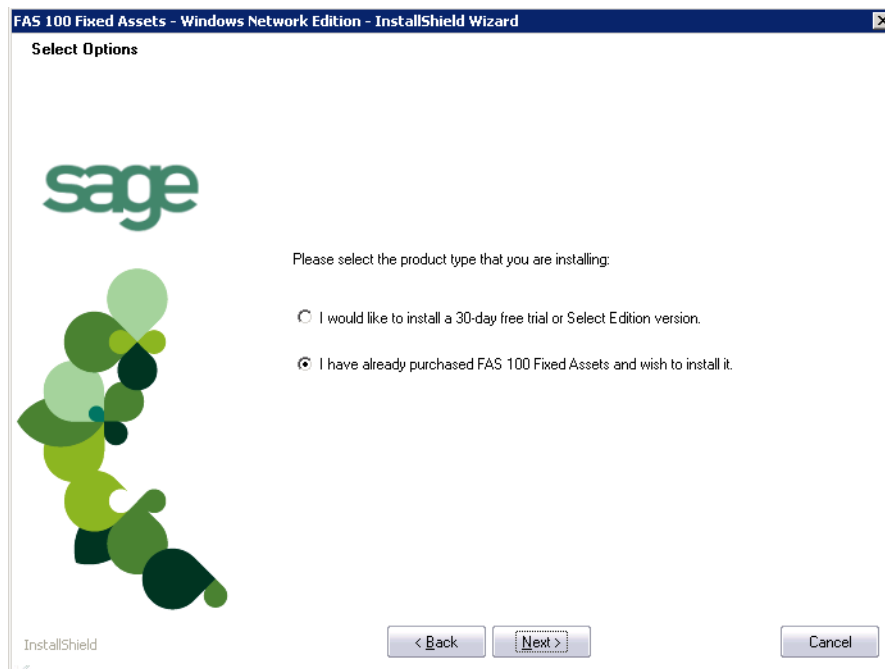 FAS 100 Fixed Assets - Windows Network Edition - InstallShield Wizard
Select Options
sage
Please select the product type that you are installing:
I would like to install a 30-day free trial or Select Edition version.
I have already purchased FAS 100 Fixed Assets and wish to install it.
InstallShield
< Back
Next >
Cancel